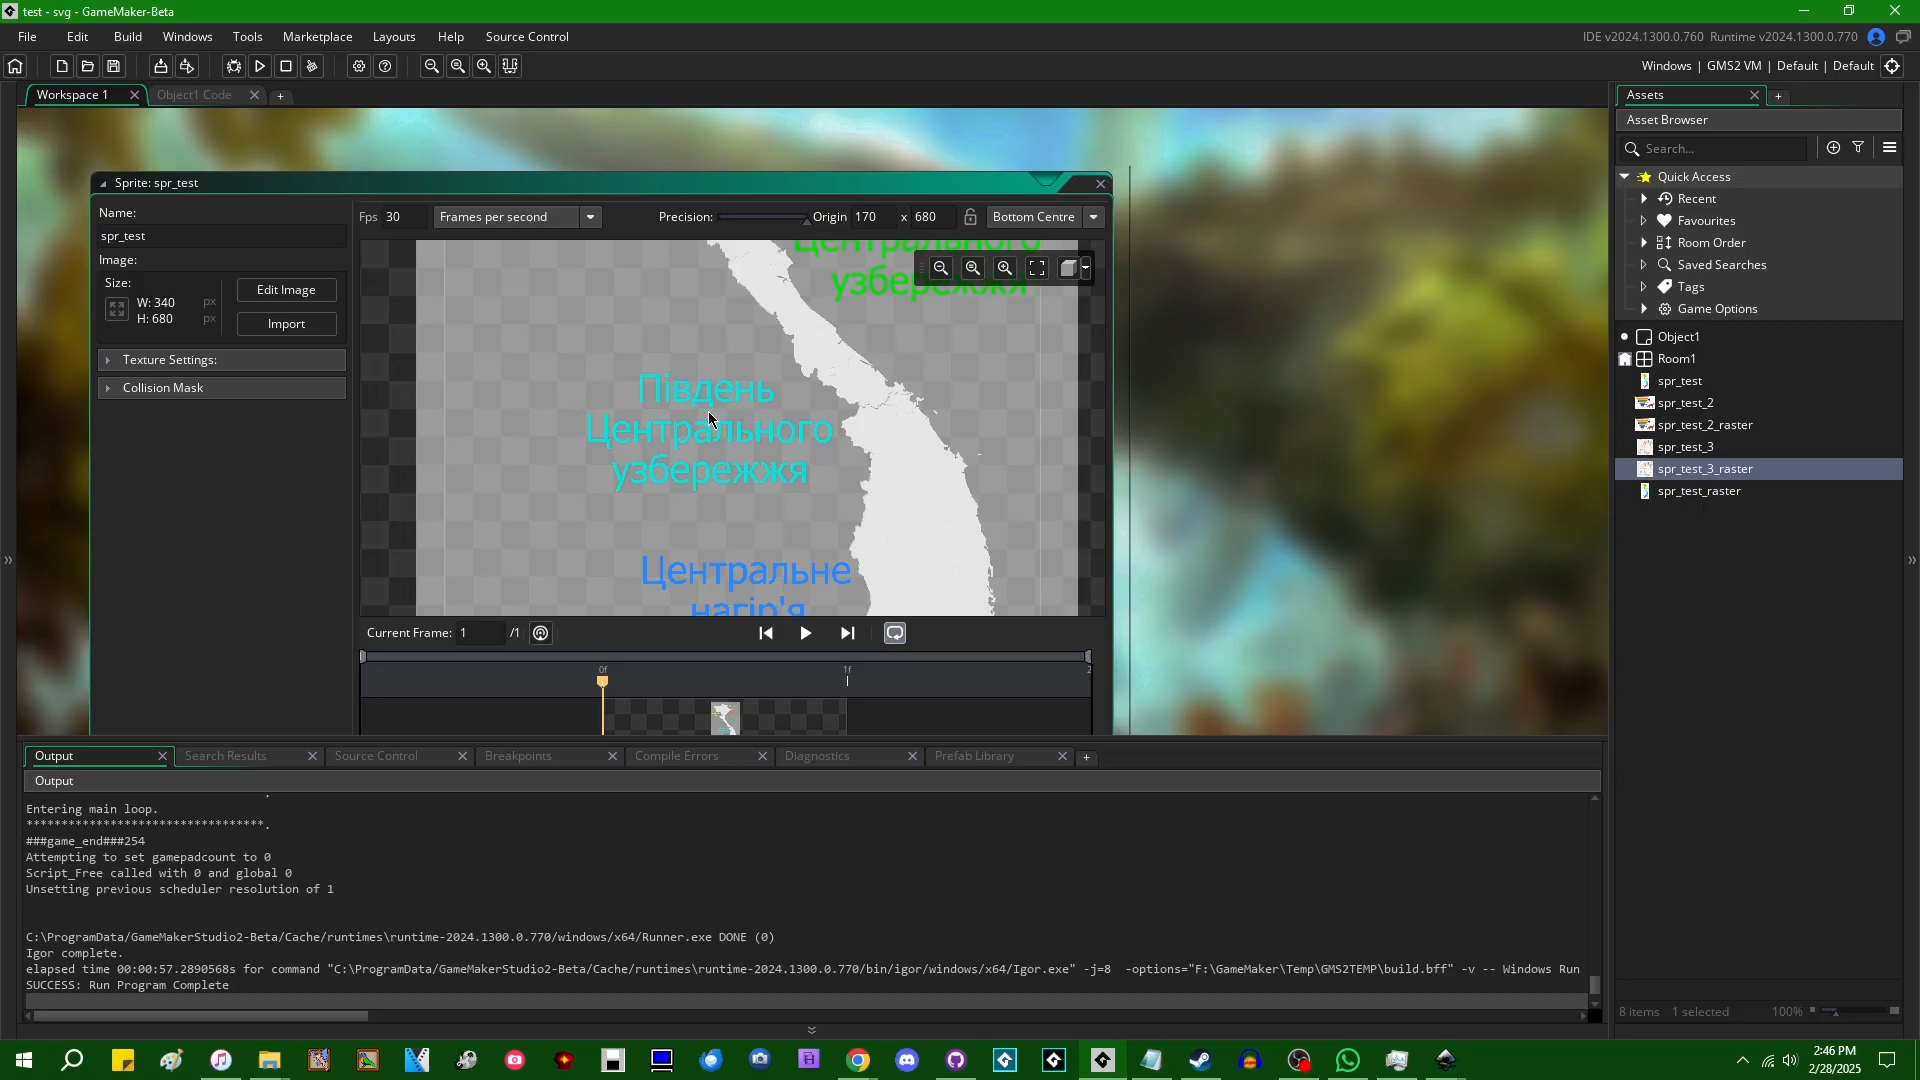 test - svg - GameMaker-Beta
File Edit Build Windows Tools Marketplace Layouts Help Source Control
IDE v2024.1300.0.760 Runtime v2024.1300.0.770
Windows | GMS2 VM | Default | Default
Workspace 1
Object1 Code
Sprite: spr_test
Name:
spr_test
Image:
Size:
W: 340 px
H: 680 px
Edit Image
Import
Texture Settings:
Collision Mask
Fps 30 Frames per second Precision: Origin 170 x 680 Bottom Centre
Центрального
узбережжя
Південь
Центрального
узбережжя
Центральне
нагір'я
Current Frame: 1 /1
0f 1f 2
Assets
Asset Browser
Search...
Quick Access
Recent
Favourites
Room Order
Saved Searches
Tags
Game Options
Object1
Room1
spr_test
spr_test_2
spr_test_2_raster
spr_test_3
spr_test_3_raster
spr_test_raster
8 items 1 selected 100%
Output Search Results Source Control Breakpoints Compile Errors Diagnostics Prefab Library
Output
Entering main loop.
*********************************.
###game_end###254
Attempting to set gamepadcount to 0
Script_Free called with 0 and global 0
Unsetting previous scheduler resolution of 1
C:\ProgramData/GameMakerStudio2-Beta/Cache/runtimes\runtime-2024.1300.0.770/windows/x64/Runner.exe DONE (0)
Igor complete.
elapsed time 00:00:57.2890568s for command "C:\ProgramData/GameMakerStudio2-Beta/Cache/runtimes\runtime-2024.1300.0.770/bin/igor/windows/x64/Igor.exe" -j=8 -options="F:\GameMaker\Temp\GMS2TEMP\build.bff" -v -- Windows Run
SUCCESS: Run Program Complete
2:46 PM
2/28/2025